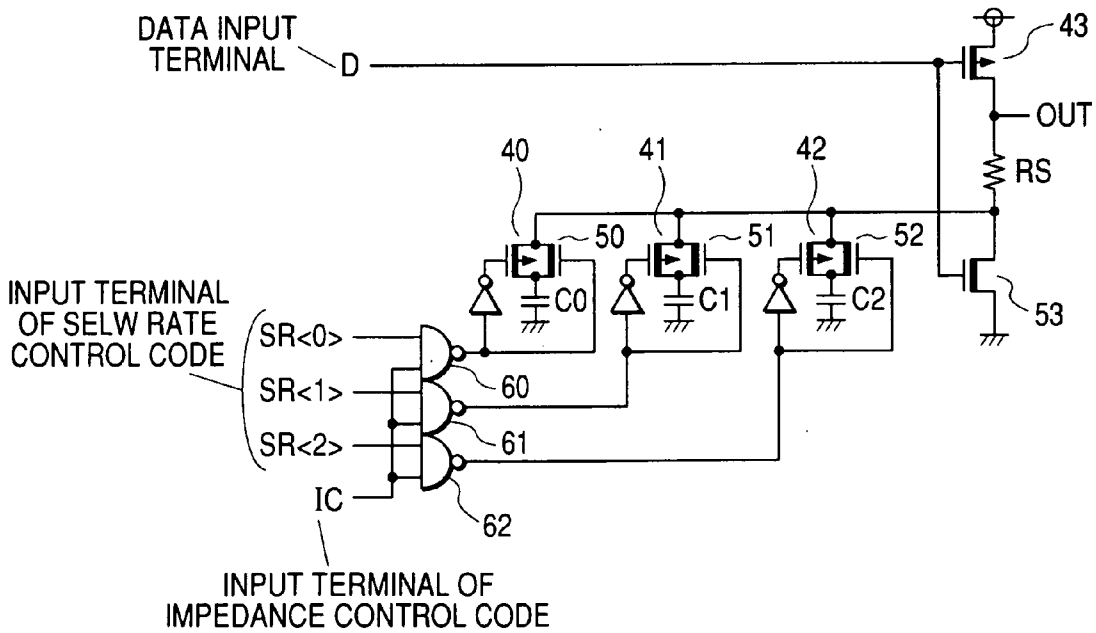 DATA INPUT
TERMINAL
D
43
OUT
RS
40
41
42
50
51
52
C0
C1
C2
53
INPUT TERMINAL
OF SELW RATE
CONTROL CODE
SR<0>
SR<1>
SR<2>
IC
60
61
62
INPUT TERMINAL OF
IMPEDANCE CONTROL CODE